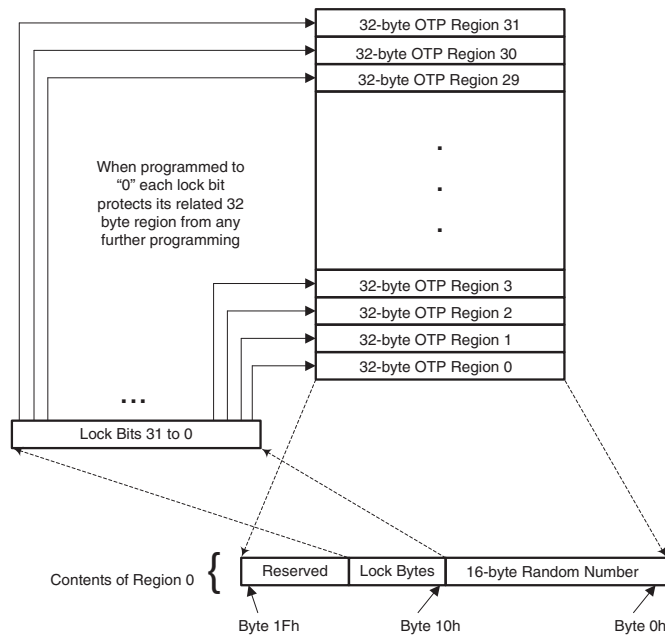 32-byte OTP Region 31
32-byte OTP Region 30
32-byte OTP Region 29
.
.
.
When programmed to
“0” each lock bit
protects its related 32
byte region from any
further programming
32-byte OTP Region 3
32-byte OTP Region 2
32-byte OTP Region 1
32-byte OTP Region 0
...
Lock Bits 31 to 0
Contents of Region 0 {
Reserved
Lock Bytes
16-byte Random Number
Byte 1Fh
Byte 10h
Byte 0h